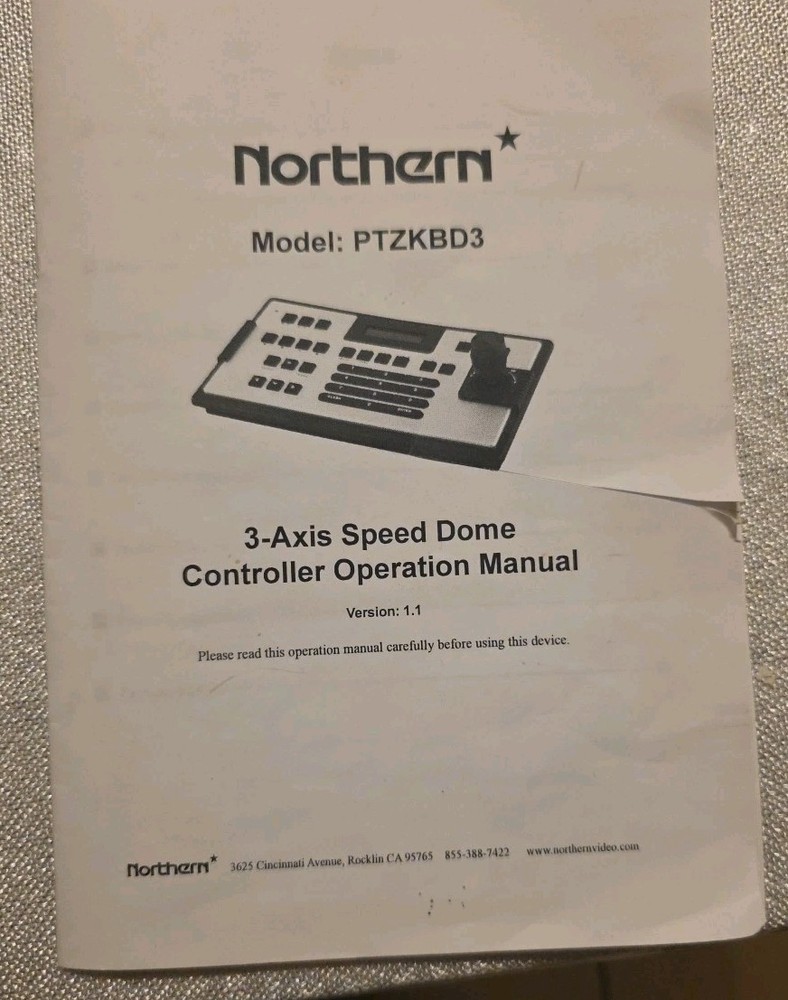 Northern
Model: PTZKBD3
3-Axis Speed Dome
Controller Operation Manual
Version: 1.1
Please read this operation manual carefully before using this device.
Northern 3625 Cincinnati Avenue, Rocklin CA 95765 855-388-7422 www.northernvideo.com